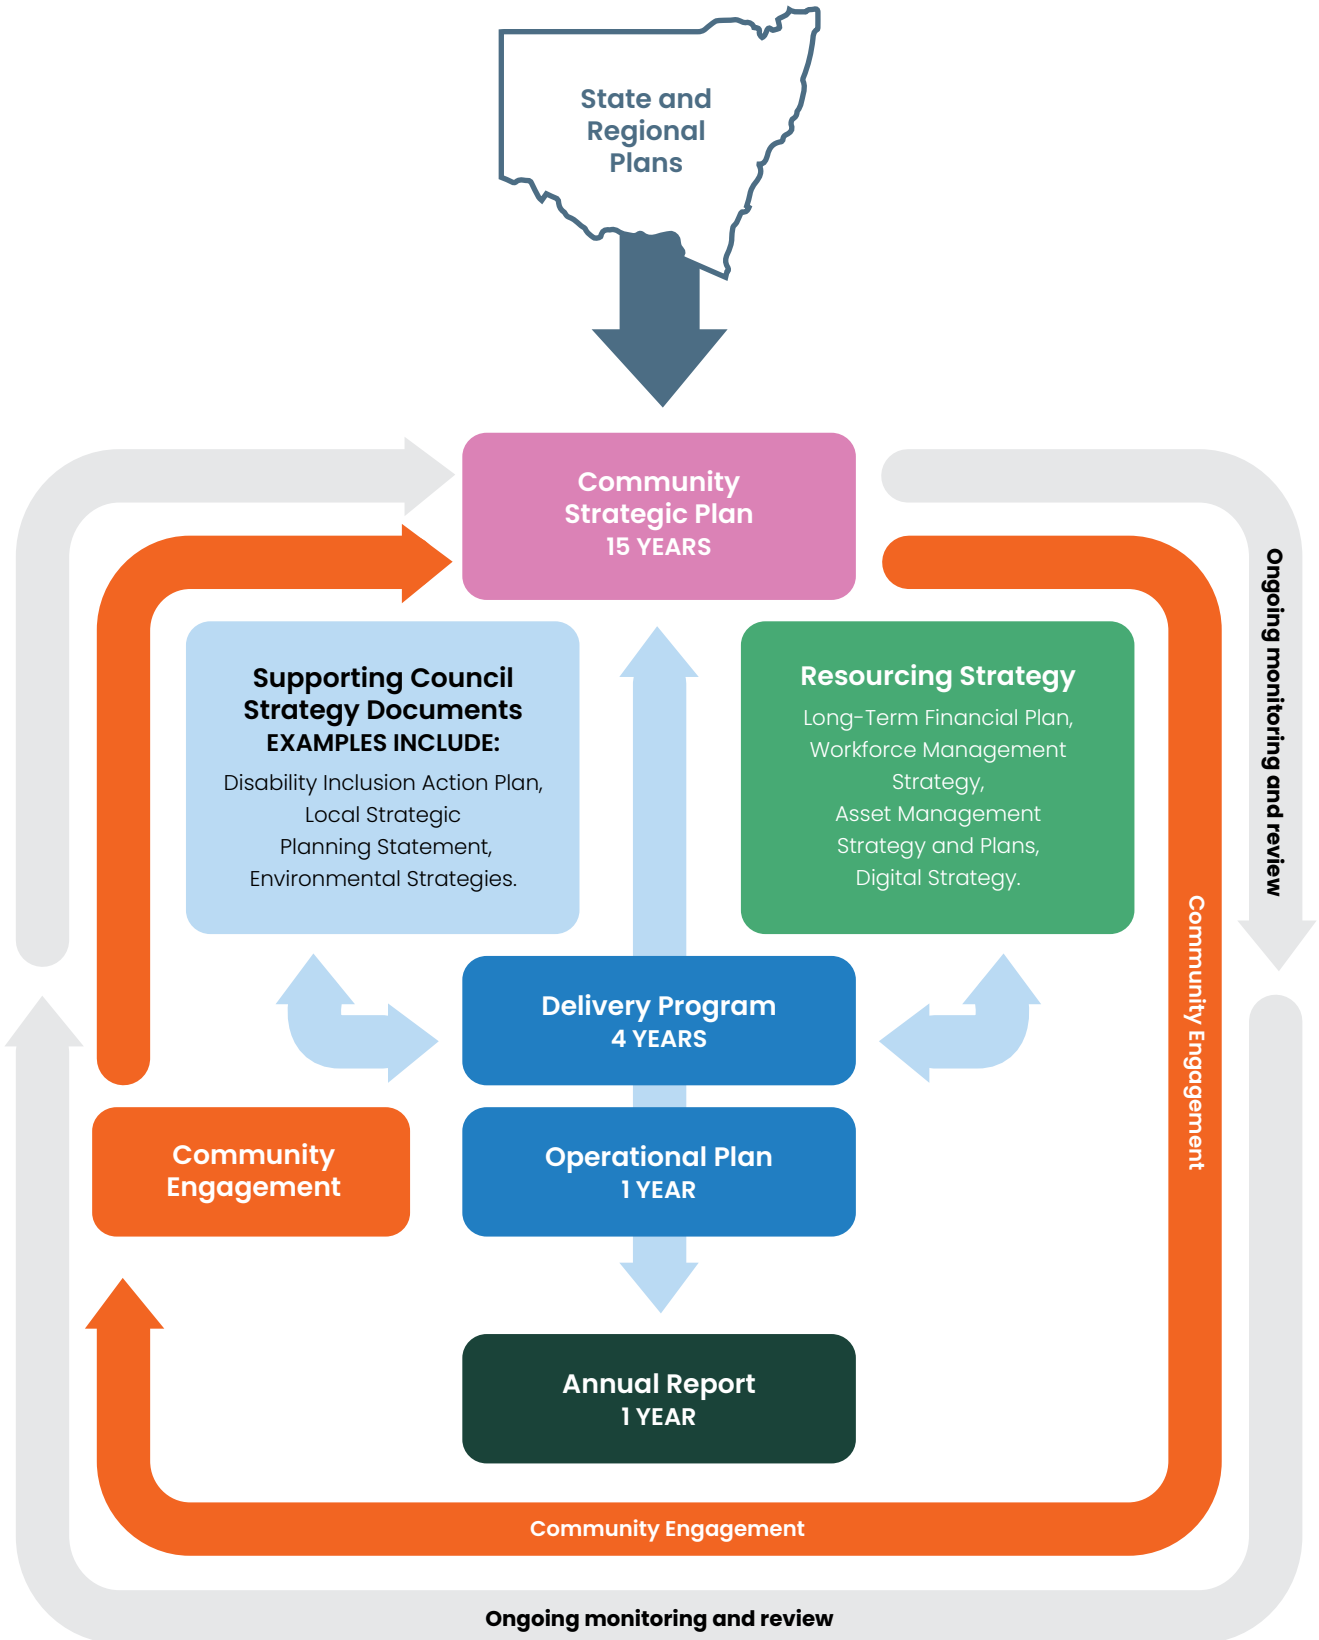 State and
Regional
Plans
Community
Strategic Plan
15 YEARS
Supporting Council
Strategy Documents
EXAMPLES INCLUDE:
Disability Inclusion Action Plan,
Local Strategic
Planning Statement,
Environmental Strategies.
Resourcing Strategy
Long-Term Financial Plan,
Workforce Management
Strategy,
Asset Management
Strategy and Plans,
Digital Strategy.
Ongoing monitoring and review
Community Engagement
Delivery Program
4 YEARS
Community
Engagement
Operational Plan
1 YEAR
Annual Report
1 YEAR
Community Engagement
Ongoing monitoring and review